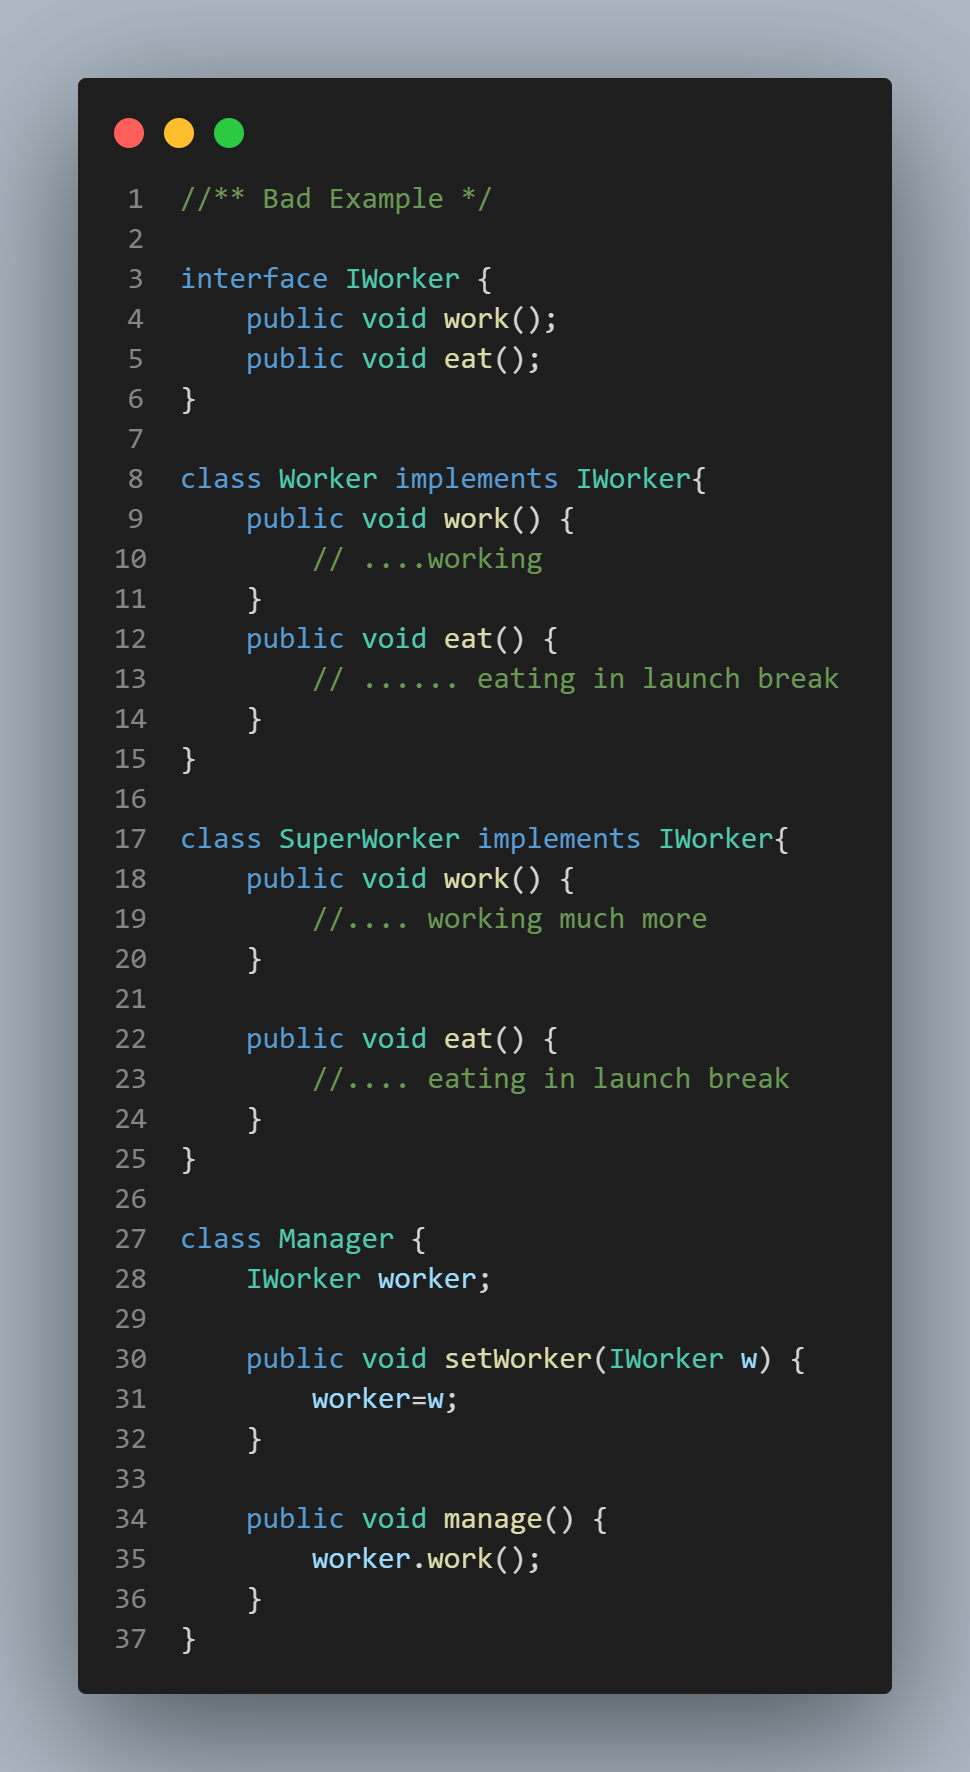 1 //** Bad Example */
2
3 interface IWorker {
4     public void work();
5     public void eat();
6 }
7
8 class Worker implements IWorker{
9     public void work() {
10         // ....working
11     }
12     public void eat() {
13         // ...... eating in launch break
14     }
15 }
16
17 class SuperWorker implements IWorker{
18     public void work() {
19         //.... working much more
20     }
21
22     public void eat() {
23         //.... eating in launch break
24     }
25 }
26
27 class Manager {
28     IWorker worker;
29
30     public void setWorker(IWorker w) {
31         worker=w;
32     }
33
34     public void manage() {
35         worker.work();
36     }
37 }